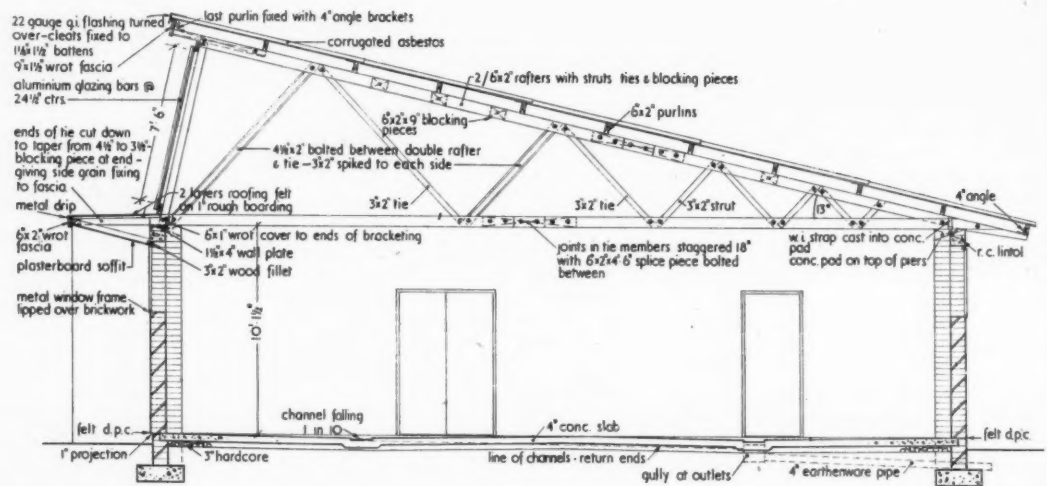 22 gauge g.i. flashing turned
over-cleats fixed to
1⅛"x1½" battens
9"x1½" wrot fascia
aluminium glazing bars @
24½" ctrs.
last purlin fixed with 4" angle brackets
corrugated asbestos
2/6"x2" rafters with struts ties & blocking pieces
6"x2"x9" blocking
pieces
6"x2" purlins
7'.6"
4½"x2" bolted between double rafter
& tie - 3"x2" spiked to each side
ends of tie cut down
to taper from 4½" to 3½"-
blocking piece at end -
giving side grain fixing
to fascia
metal drip
2 layers roofing felt
on 1" rough boarding
3"x2" tie
3"x2" tie
3"x2" strut
13°
4" angle
6"x2" wrot
fascia
plasterboard soffit
6"x1" wrot cover to ends of bracketing
1½"x4" wall plate
3"x2" wood fillet
joints in tie members staggered 18"
with 6"x2"x4'.6" splice piece bolted
between
w.i. strap cast into conc.
pad
conc. pad on top of piers
r.c. lintol
metal window frame
lipped over brickwork
10'.1½"
felt d.p.c.
channel falling
1 in 10
4" conc. slab
felt d.p.c.
1" projection
3" hardcore
line of channels - return ends
gully at outlets
4" earthenware pipe